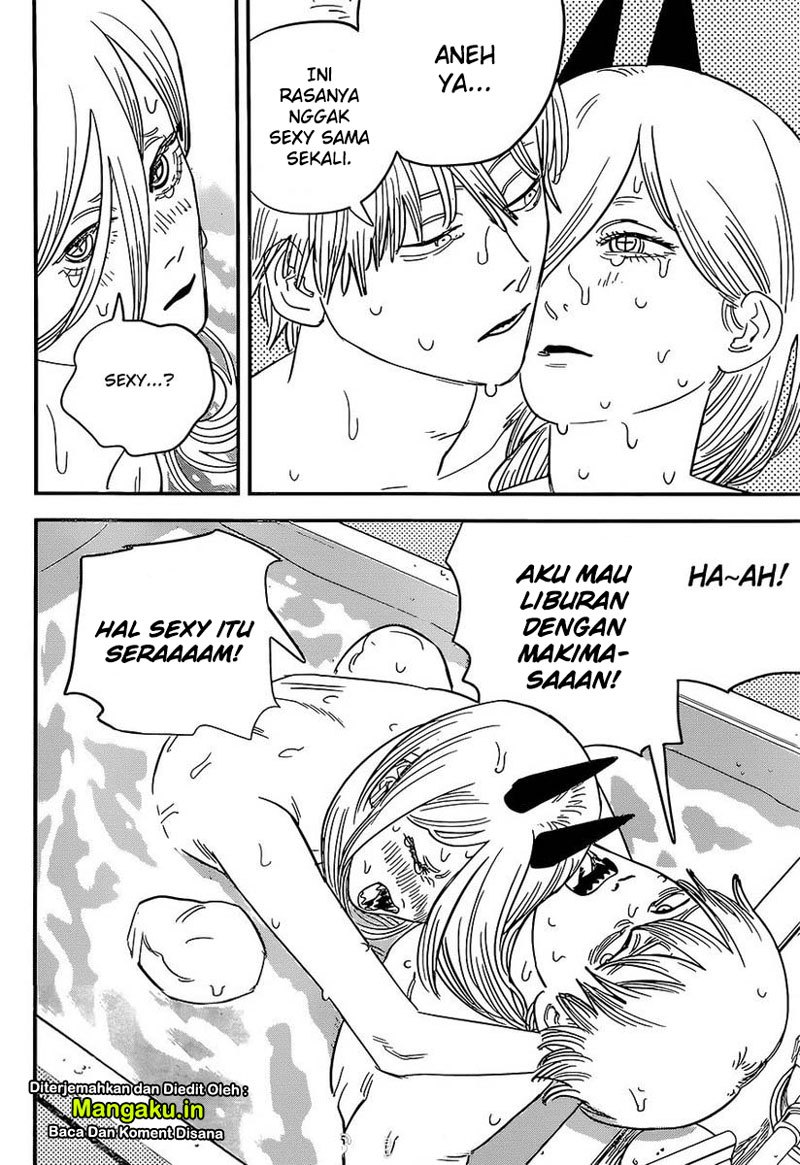 ANEH
YA...
INI
RASANYA
NGGAK
SEXY SAMA
SEKALI.
SEXY...?
HA~AH!
AKU MAU
LIBURAN
DENGAN
MAKIMA-
SAAAN!
HAL SEXY ITU
SERAAAAM!
Diterjemahkan dan Diedit Oleh :
Mangaku.in
Baca Dan Koment Disana